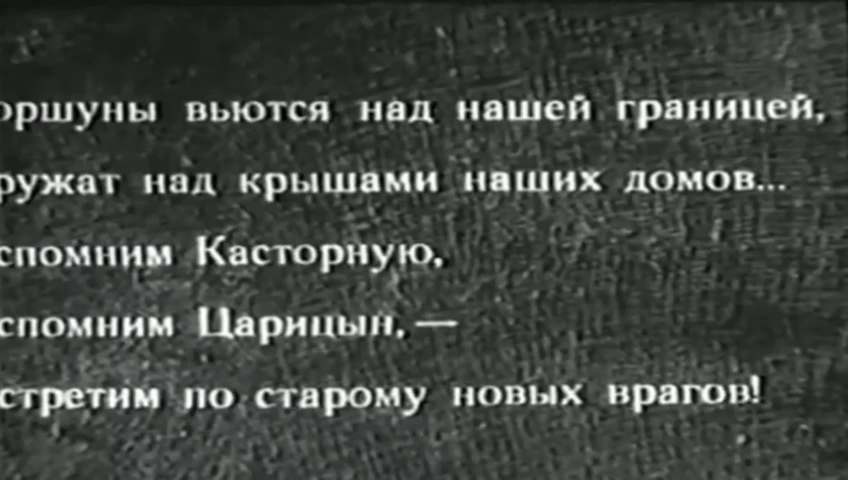 оршуны вьются над нашей границей,
ружат над крышами наших домов...
спомним Касторную,
спомним Царицын, —
стретим по старому новых врагов!